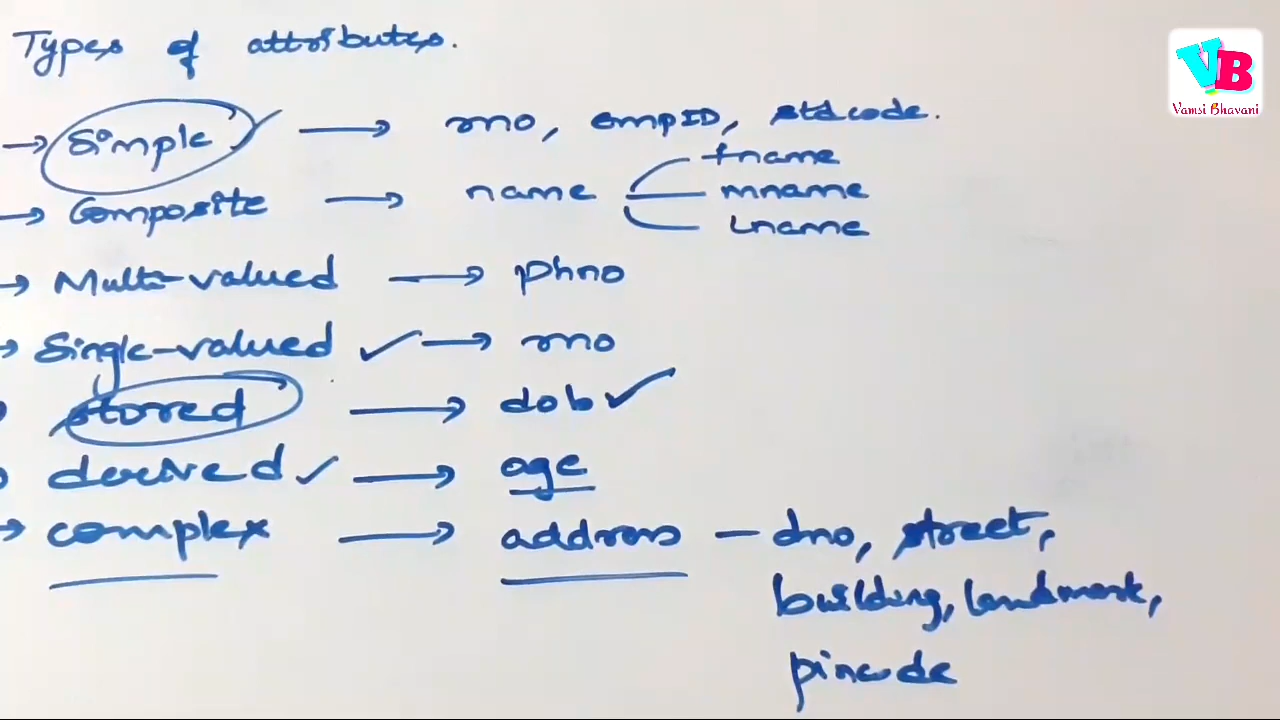 Types of attributes.
→ Simple → rno, empID, stdcode.
→ Composite → name fname
mname
Lname
→ Multi-valued → phno
→ Single-valued ✓ → rno
stored → dob ✓
derived ✓ → age
→ complex → address - dno, street,
building, landmark,
pincode
VB
Vamsi Bhavani